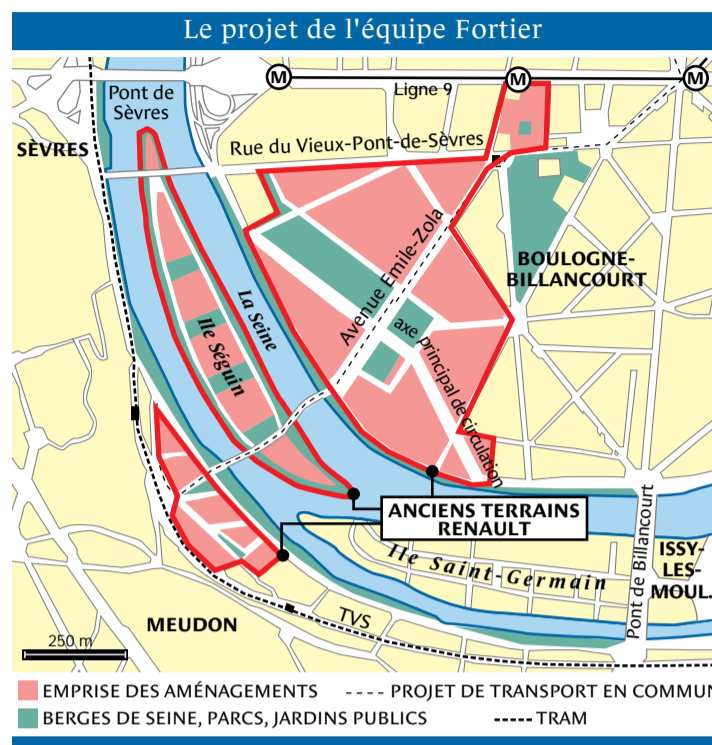 Le projet de l'équipe Fortier
M
M
M
Ligne 9
Pont de
Sèvres
SÈVRES
Rue du Vieux-Pont-de-Sèvres
Avenue Emile-Zola
BOULOGNE-
BILLANCOURT
La Seine
Ile Séguin
axe principal de circulation
ANCIENS TERRAINS
RENAULT
Ile Saint-Germain
Pont de Billancourt
ISSY-
LES-
MOUL.
MEUDON
TVS
250 m
EMPRISE DES AMÉNAGEMENTS
PROJET DE TRANSPORT EN COMMUN
BERGES DE SEINE, PARCS, JARDINS PUBLICS
TRAM